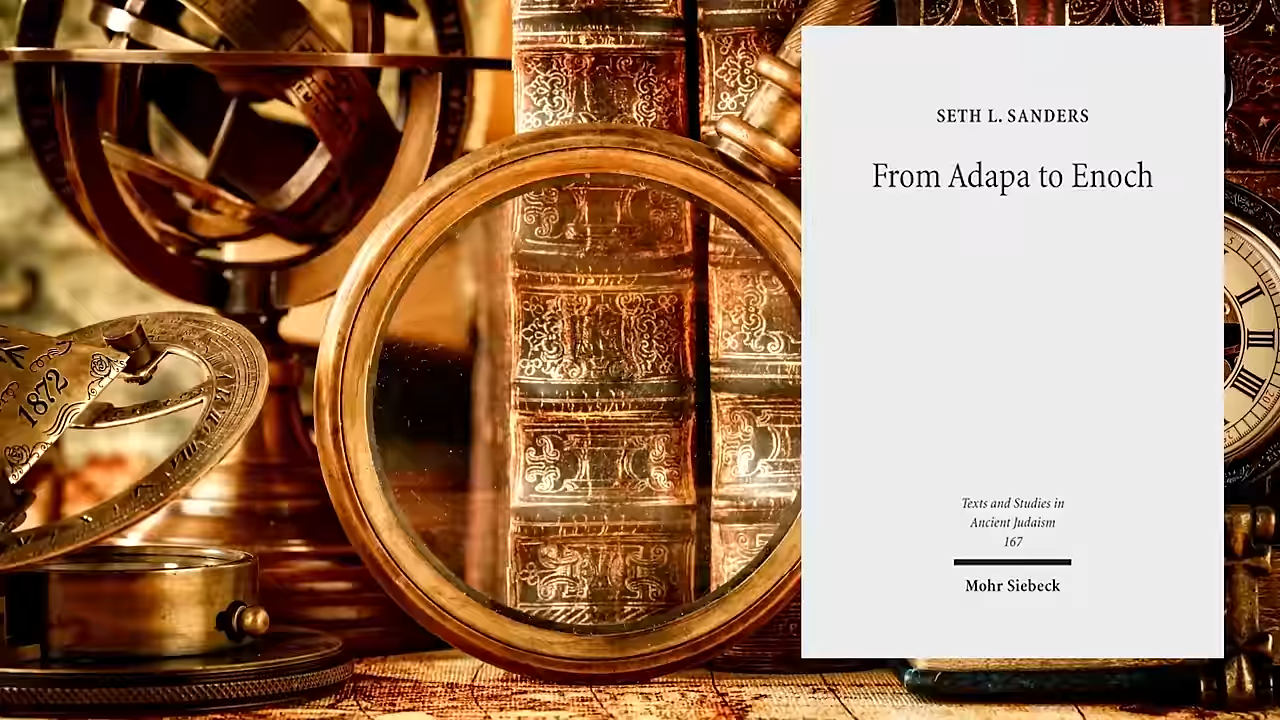 SETH L. SANDERS
From Adapa to Enoch
Texts and Studies in
Ancient Judaism
167
Mohr Siebeck
1872